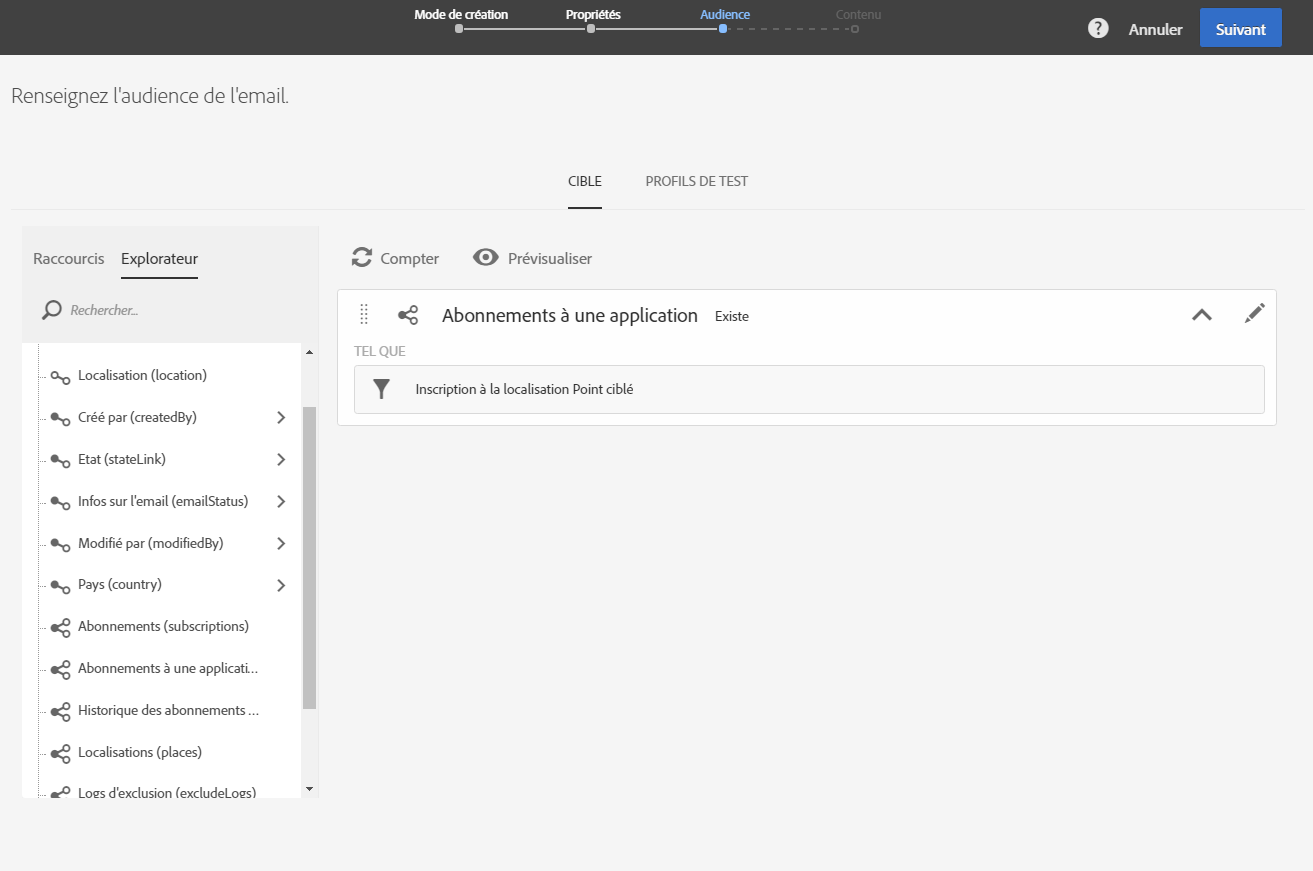 Mode de création
Propriétés
Audience
Contenu
?
Annuler
Suivant
Renseignez l'audience de l'email.
CIBLE
PROFILS DE TEST
Raccourcis
Explorateur
Compter
Prévisualiser
Rechercher...
Abonnements à une application Existe
TEL QUE
Inscription à la localisation Point ciblé
Localisation (location)
Créé par (createdBy)
Etat (stateLink)
Infos sur l'email (emailStatus)
Modifié par (modifiedBy)
Pays (country)
Abonnements (subscriptions)
Abonnements à une applicati...
Historique des abonnements ...
Localisations (places)
Logs d'exclusion (excludeLogs)